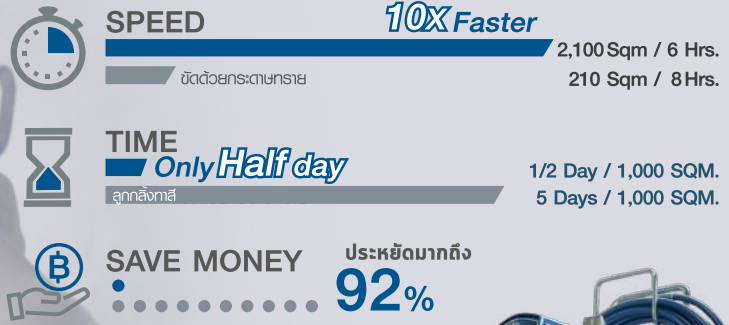 SPEED
10X Faster
2,100 Sqm / 6 Hrs.
ขัดด้วยกระดาษทราย
210 Sqm / 8 Hrs.
TIME
Only Half day
1/2 Day / 1,000 SQM.
ลูกกลิ้งทาสี
5 Days / 1,000 SQM.
฿
SAVE MONEY
ประหยัดมากถึง
92%